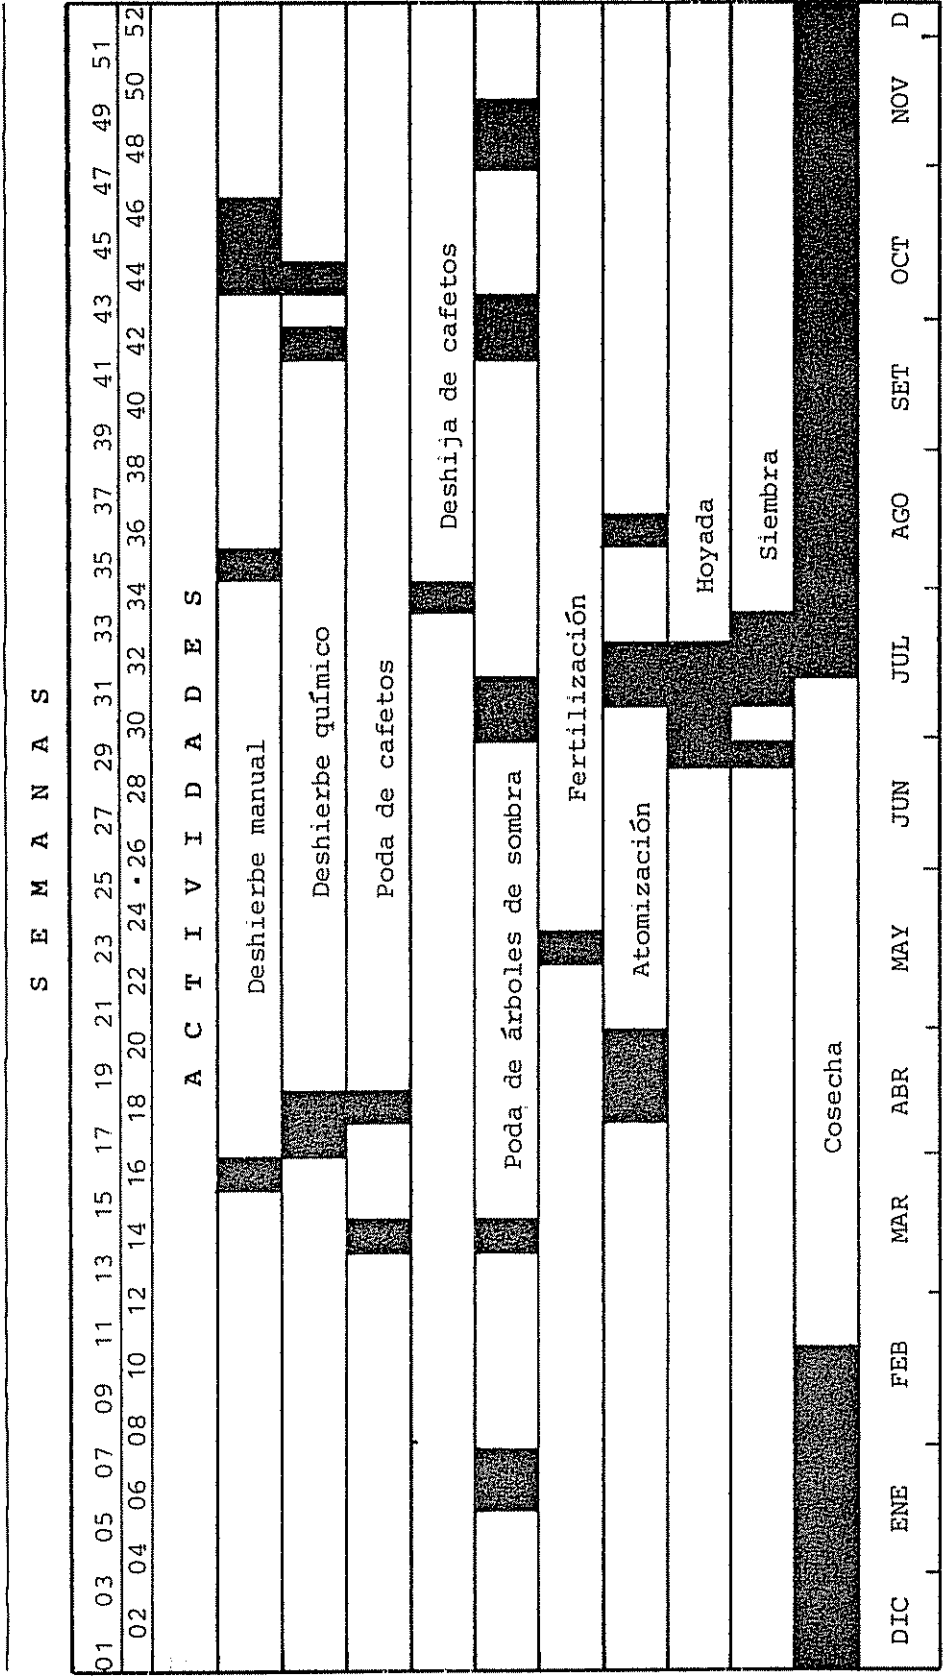 S E M A N A S
01 03 05 07 09 11 13 15 17 19 21 23 25 27 29 31 33 35 37 39 41 43 45 47 49 51
02 04 06 08 10 12 14 16 18 20 22 24 26 28 30 32 34 36 38 40 42 44 46 48 50 52
A C T I V I D A D E S
Deshierbe manual
Deshierbe químico
Poda de cafetos
Deshija de cafetos
Poda de árboles de sombra
Fertilización
Atomización
Hoyada
Siembra
Cosecha
DIC ENE FEB MAR ABR MAY JUN JUL AGO SET OCT NOV D